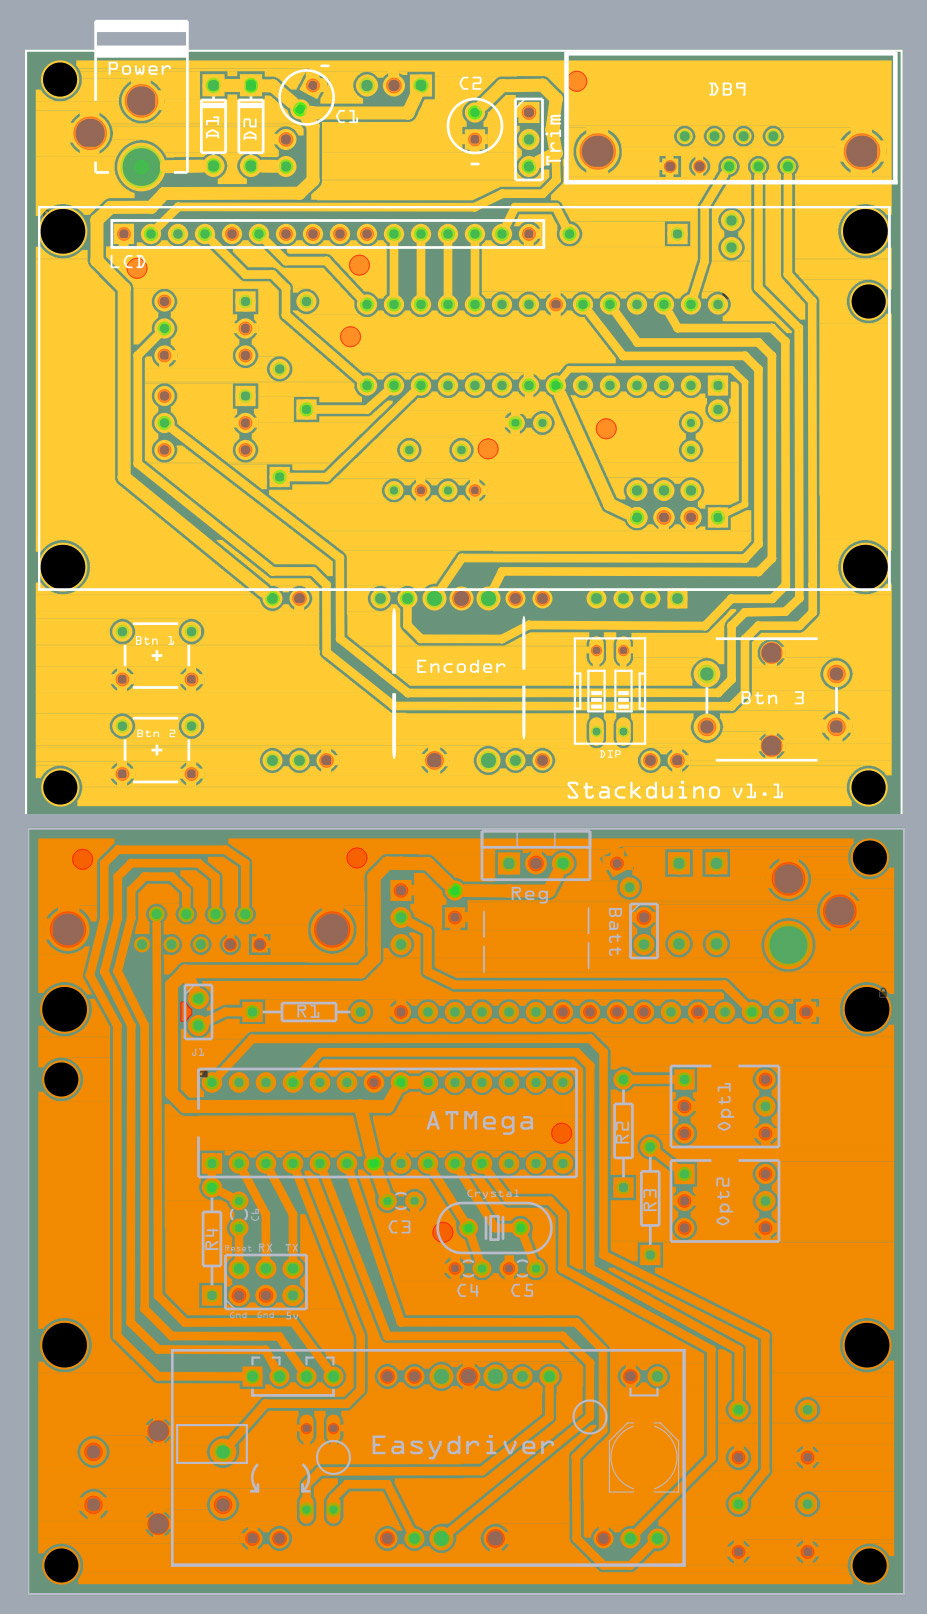 Power
D1
D2
C1
C2
Trim
DB9
LCD
Btn 1
+
Btn 2
+
Encoder
DIP
Btn 3
Stackduino v1.1
Reg
Batt
R1
J1
ATMega
R2
Opt1
R3
Opt2
C6
R4
C3
Crystal
C4
C5
Reset RX TX
Gnd Gnd 5v
Easydriver